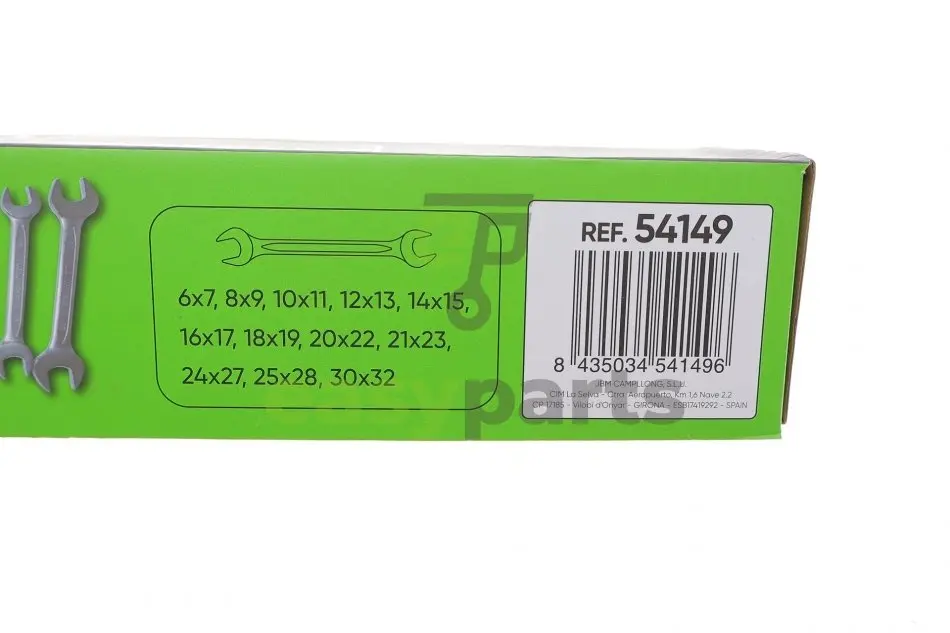 6x7, 8x9, 10x11, 12x13, 14x15,
16x17, 18x19, 20x22, 21x23,
24x27, 25x28, 30x32
REF. 54149
8 435034 541496
JBM CAMPLLONG, S.L.U.
CIM La Selva - Ctra. Aeropuerto, Km 1,6 Nave 2.2
CP 17185 - Vilobí d'Onyar - GIRONA - ESB17419292 - SPAIN
parts